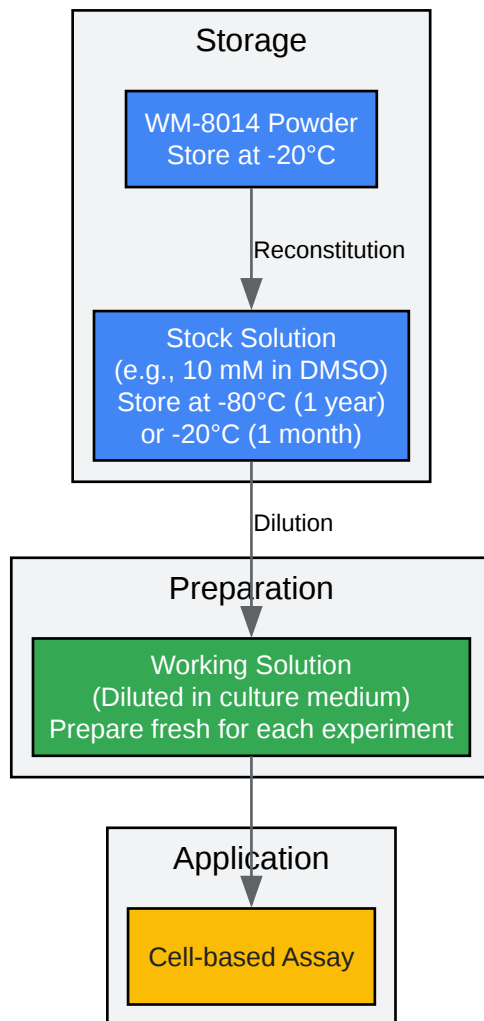 Storage
WM-8014 Powder
Store at -20°C
Reconstitution
Stock Solution
(e.g., 10 mM in DMSO)
Store at -80°C (1 year)
or -20°C (1 month)
Dilution
Preparation
Working Solution
(Diluted in culture medium)
Prepare fresh for each experiment
Application
Cell-based Assay